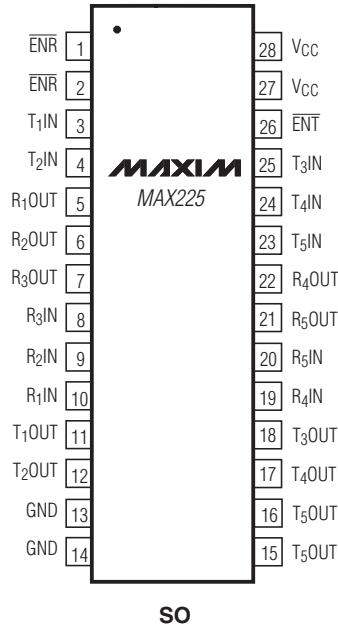 ENR 1
ENR 2
T1IN 3
T2IN 4
R1OUT 5
R2OUT 6
R3OUT 7
R3IN 8
R2IN 9
R1IN 10
T1OUT 11
T2OUT 12
GND 13
GND 14
MAXIM
MAX225
28 VCC
27 VCC
26 ENT
25 T3IN
24 T4IN
23 T5IN
22 R4OUT
21 R5OUT
20 R5IN
19 R4IN
18 T3OUT
17 T4OUT
16 T5OUT
15 T5OUT
SO